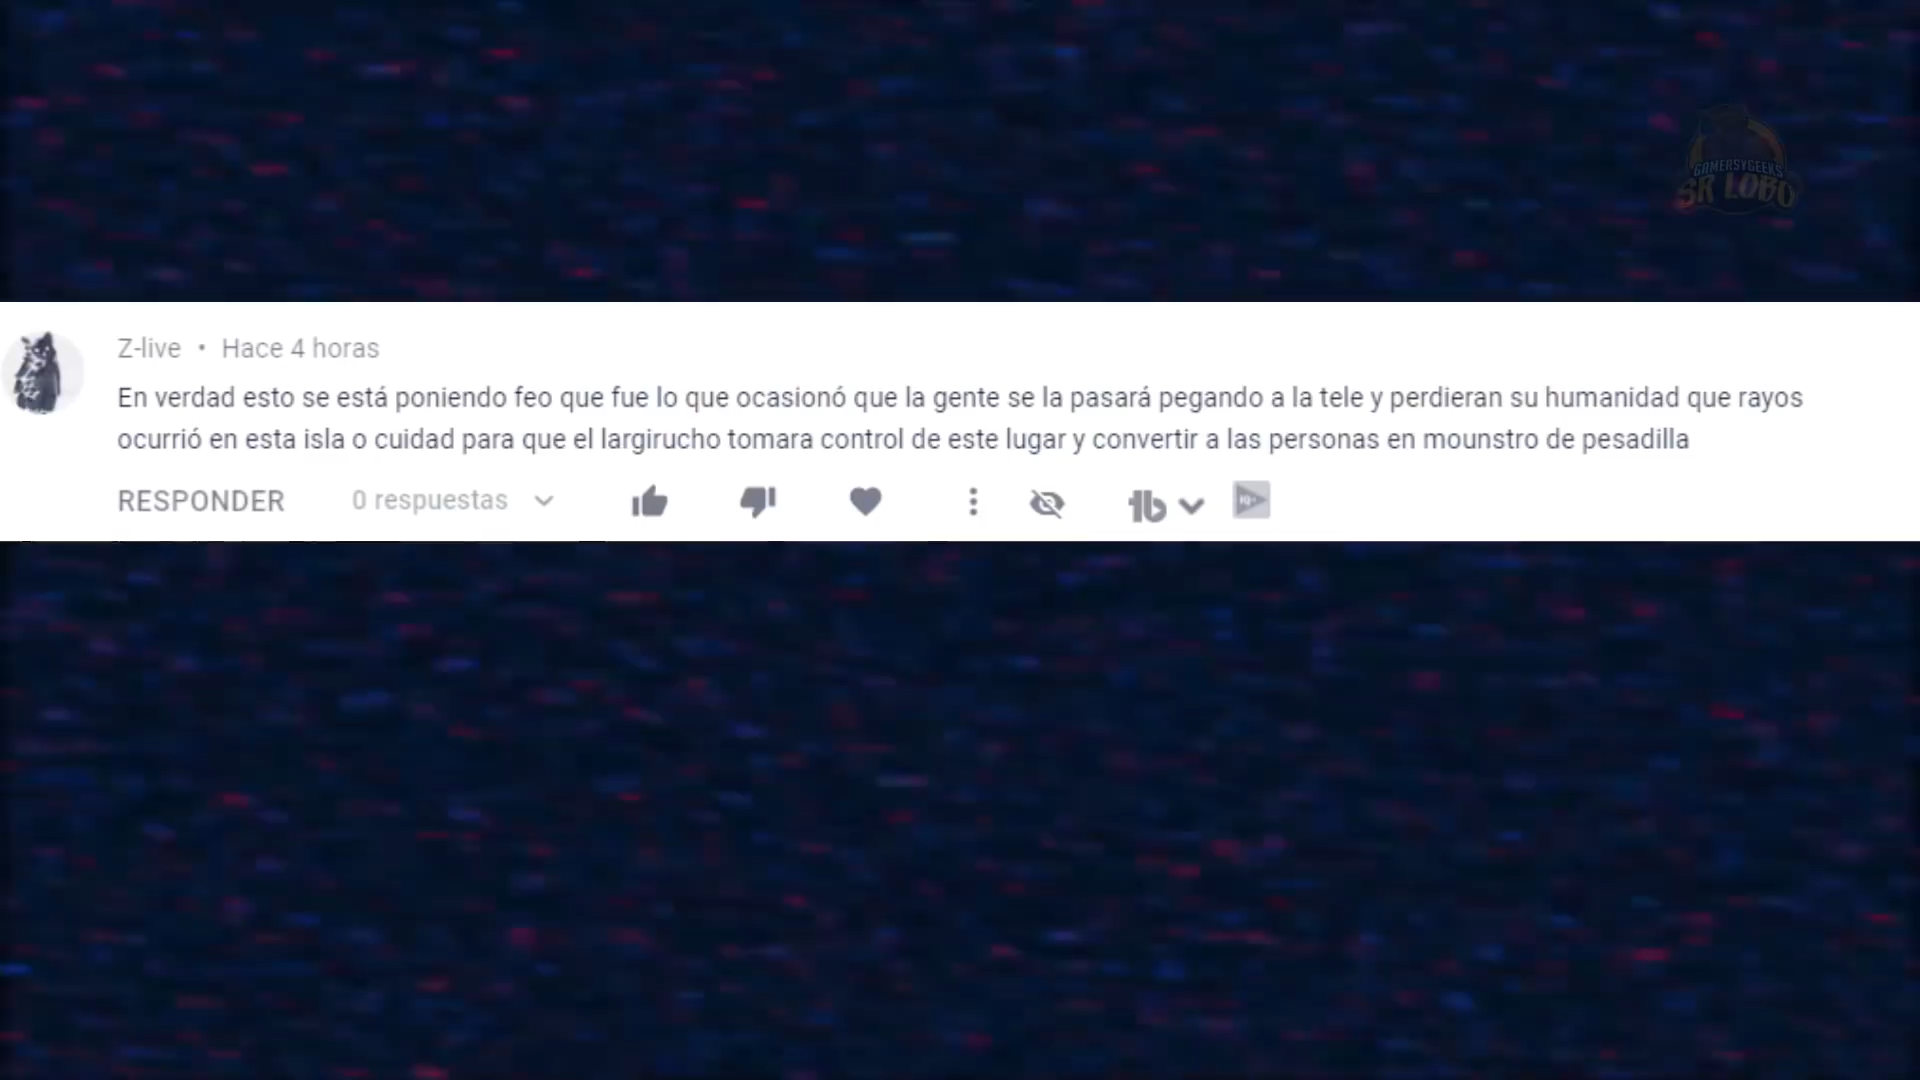 GAMERSYGEEKS
SR LOBO
Z-live • Hace 4 horas
En verdad esto se está poniendo feo que fue lo que ocasionó que la gente se la pasará pegando a la tele y perdieran su humanidad que rayos
ocurrió en esta isla o cuidad para que el largirucho tomara control de este lugar y convertir a las personas en mounstro de pesadilla
RESPONDER 0 respuestas